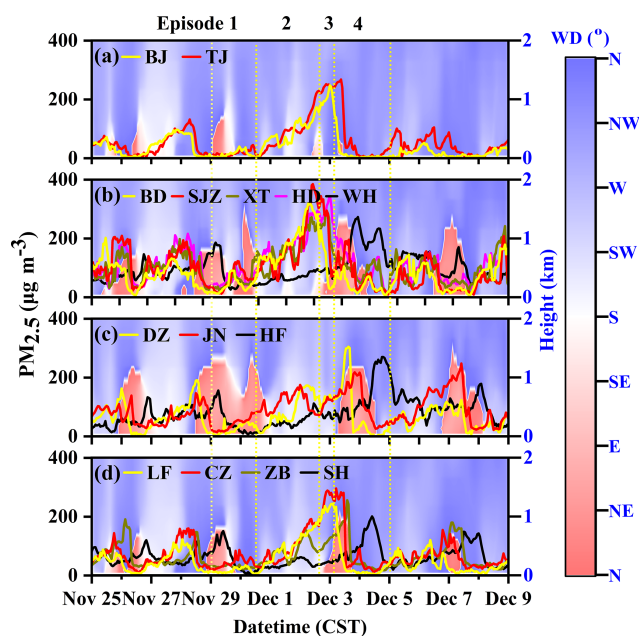 Episode 1 2 3 4
WD (°)
(a) BJ TJ
(b) BD SJZ XT HD WH
(c) DZ JN HF
(d) LF CZ ZB SH
400
200
0
400
200
0
400
200
0
400
200
0
PM2.5 (μg m⁻³)
2
1
0
2
1
0
2
1
0
2
1
0
Height (km)
N
NW
W
SW
S
SE
E
NE
N
Nov 25 Nov 27 Nov 29 Dec 1 Dec 3 Dec 5 Dec 7 Dec 9
Datetime (CST)